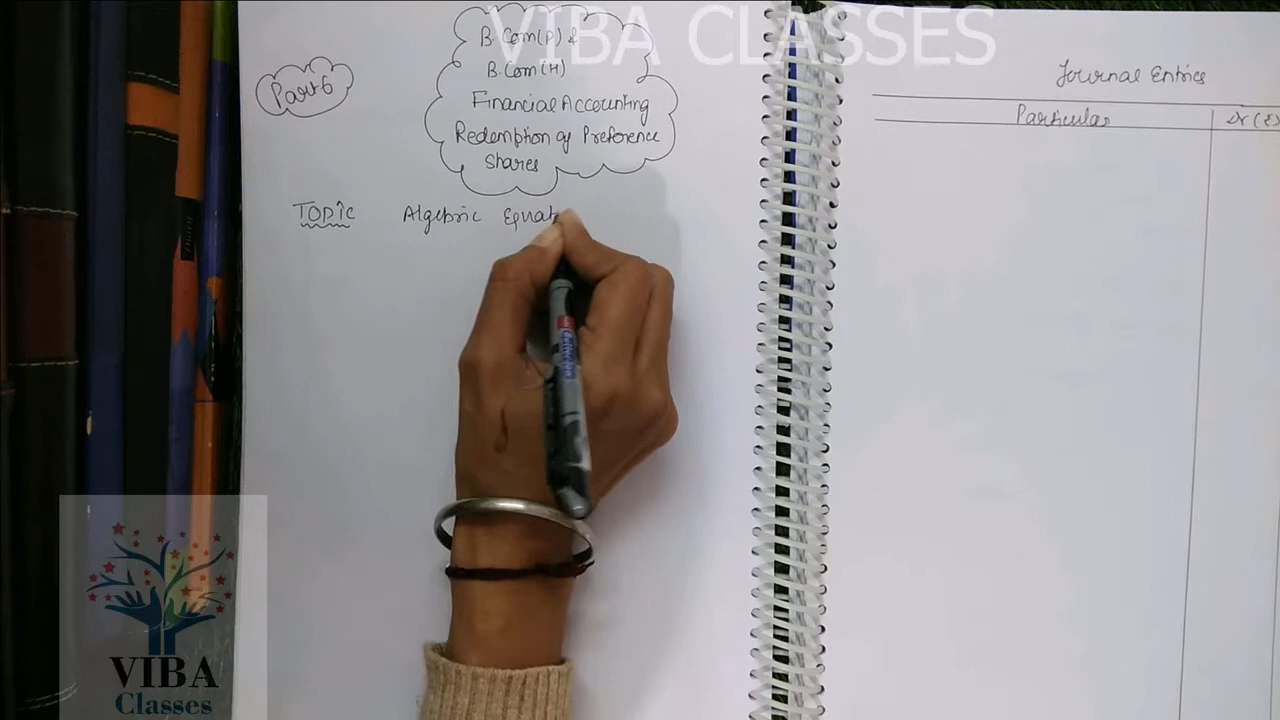 VIBA CLASSES
B.Com(P) &
B.Com(H)
Financial Accounting
Redemption of Preference
Shares
Part 6
TOPIC Algebric Equat
Journal Entries
Particular
VIBA
Classes